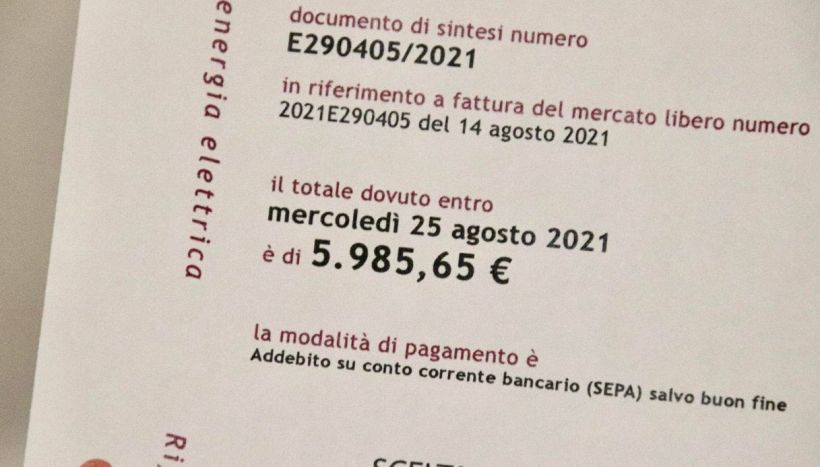 energia elettrica
documento di sintesi numero
E290405/2021
in riferimento a fattura del mercato libero numero
2021E290405 del 14 agosto 2021
il totale dovuto entro
mercoledì 25 agosto 2021
è di 5.985,65 €
la modalità di pagamento è
Addebito su conto corrente bancario (SEPA) salvo buon fine